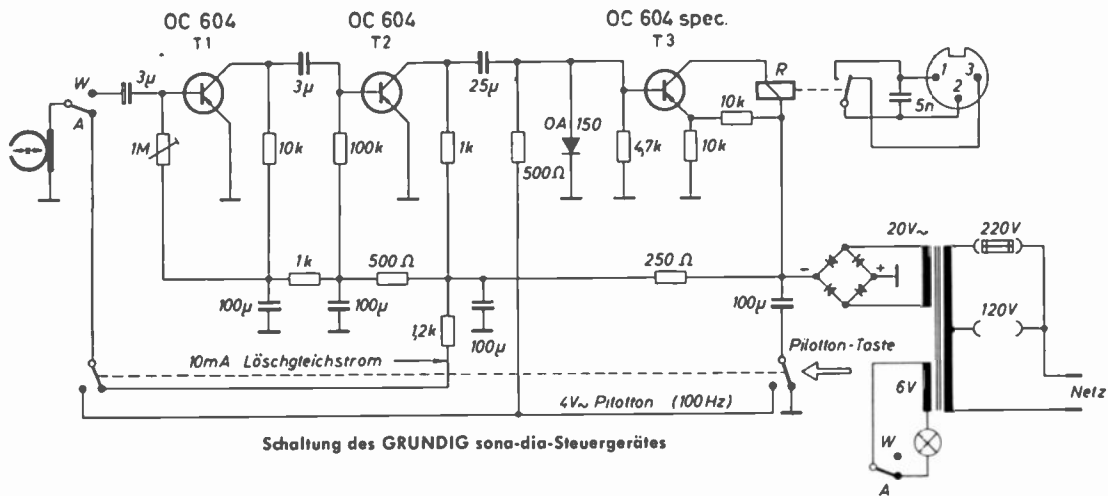 OC 604
T1
OC 604
T2
OC 604 spec.
T3
W
3µ
3µ
25µ
R
1
3
2
5n
A
10k
OA 150
1M
10k
100k
1k
500Ω
4,7k
10k
20V~
220V
1k
500 Ω
250 Ω
-
+
100µ
100µ
100µ
100µ
120V
1,2k
10mA Löschgleichstrom
Pilotton-Taste
6V
Netz
4V~ Pilotton (100Hz)
Schaltung des GRUNDIG sona-dia-Steuergerätes
W
A